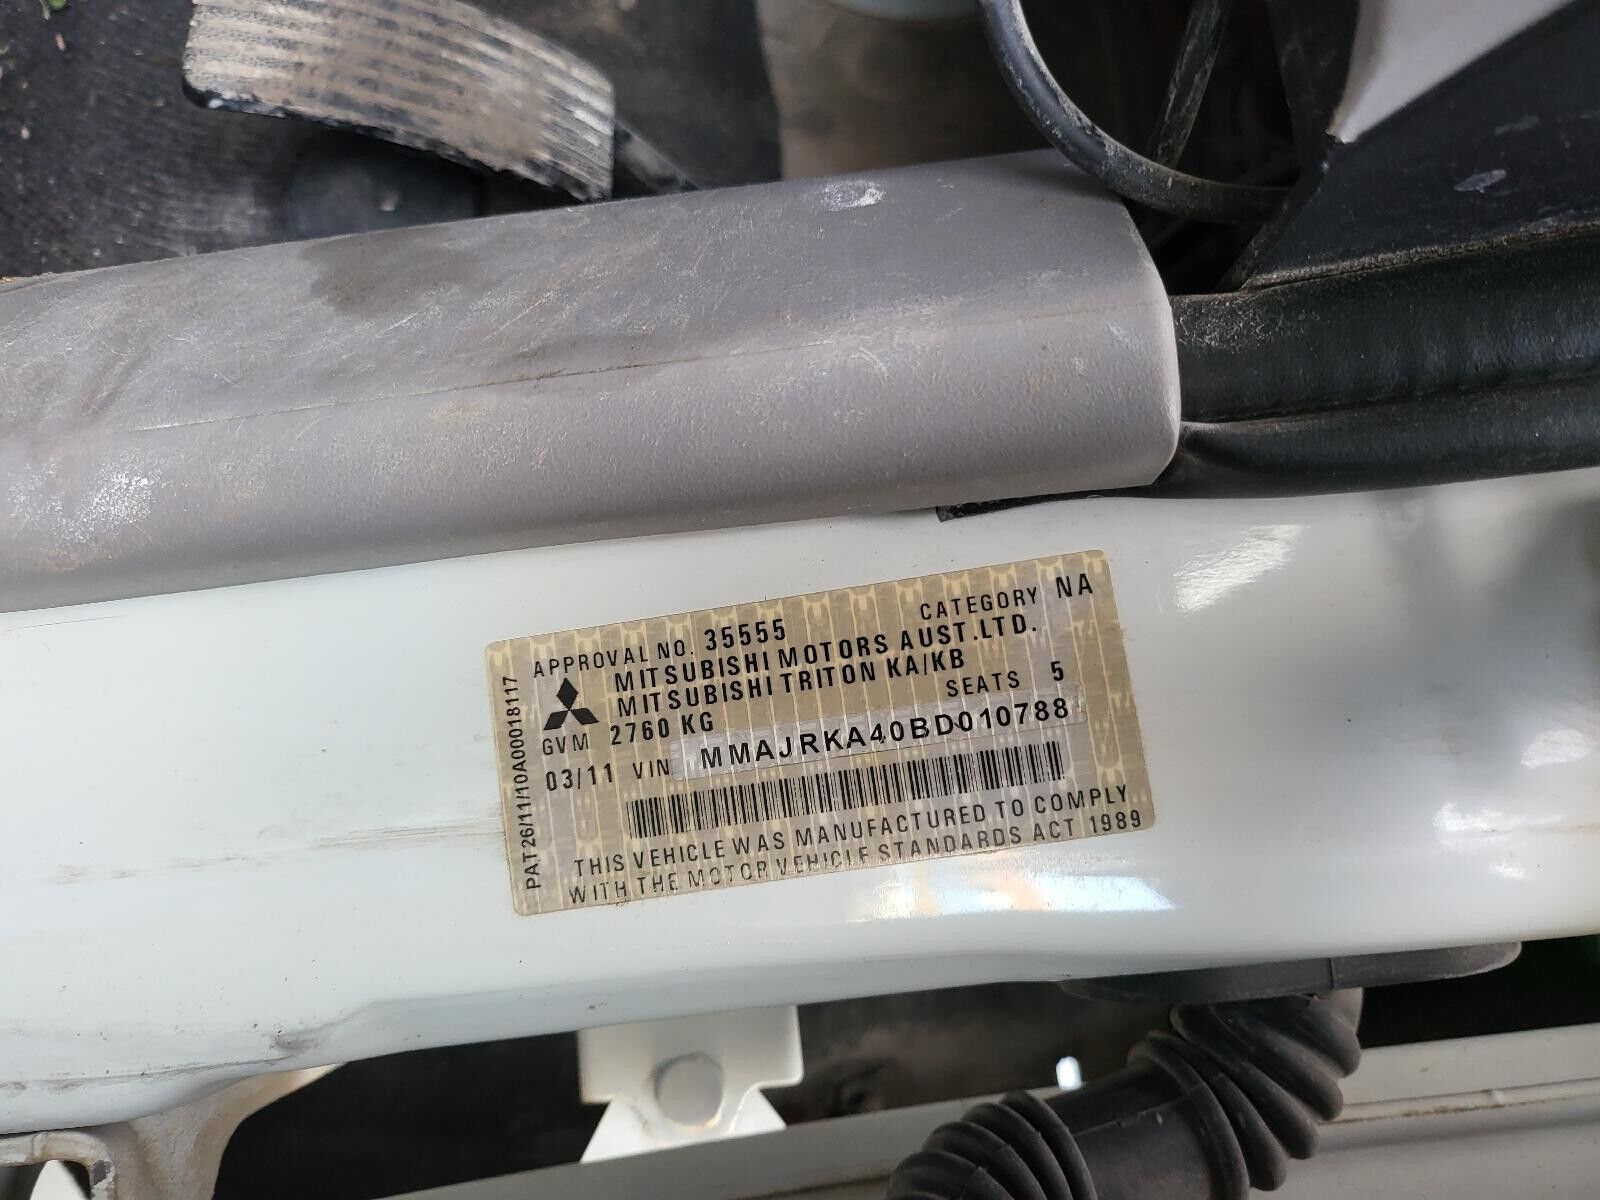 APPROVAL NO. 35555 CATEGORY NA
MITSUBISHI MOTORS AUST.LTD.
MITSUBISHI TRITON KA/KB
GVM 2760 KG SEATS 5
03/11 VIN MMAJRKA40BD010788
THIS VEHICLE WAS MANUFACTURED TO COMPLY
WITH THE MOTOR VEHICLE STANDARDS ACT 1989
PAT26/11/10A00018117